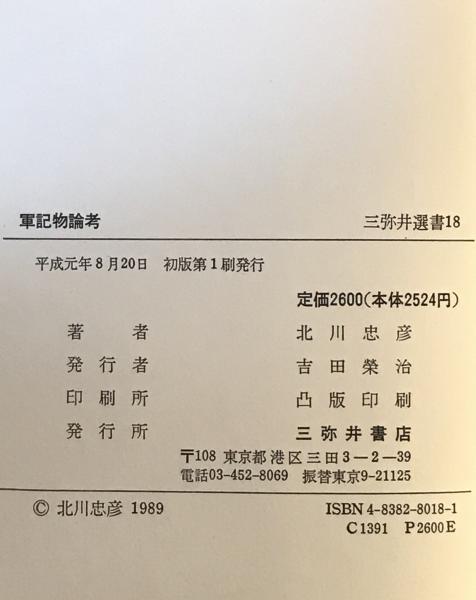 軍記物論考　三弥井選書18
平成元年8月20日　初版第1刷発行
定価2600(本体2524円)
著者　北川忠彦
発行者　吉田榮治
印刷所　凸版印刷
発行所　三弥井書店
〒108 東京都港区三田3－2－39
電話03-452-8069　振替東京9-21125
© 北川忠彦 1989　ISBN4-8382-8018-1
C1391　P2600E